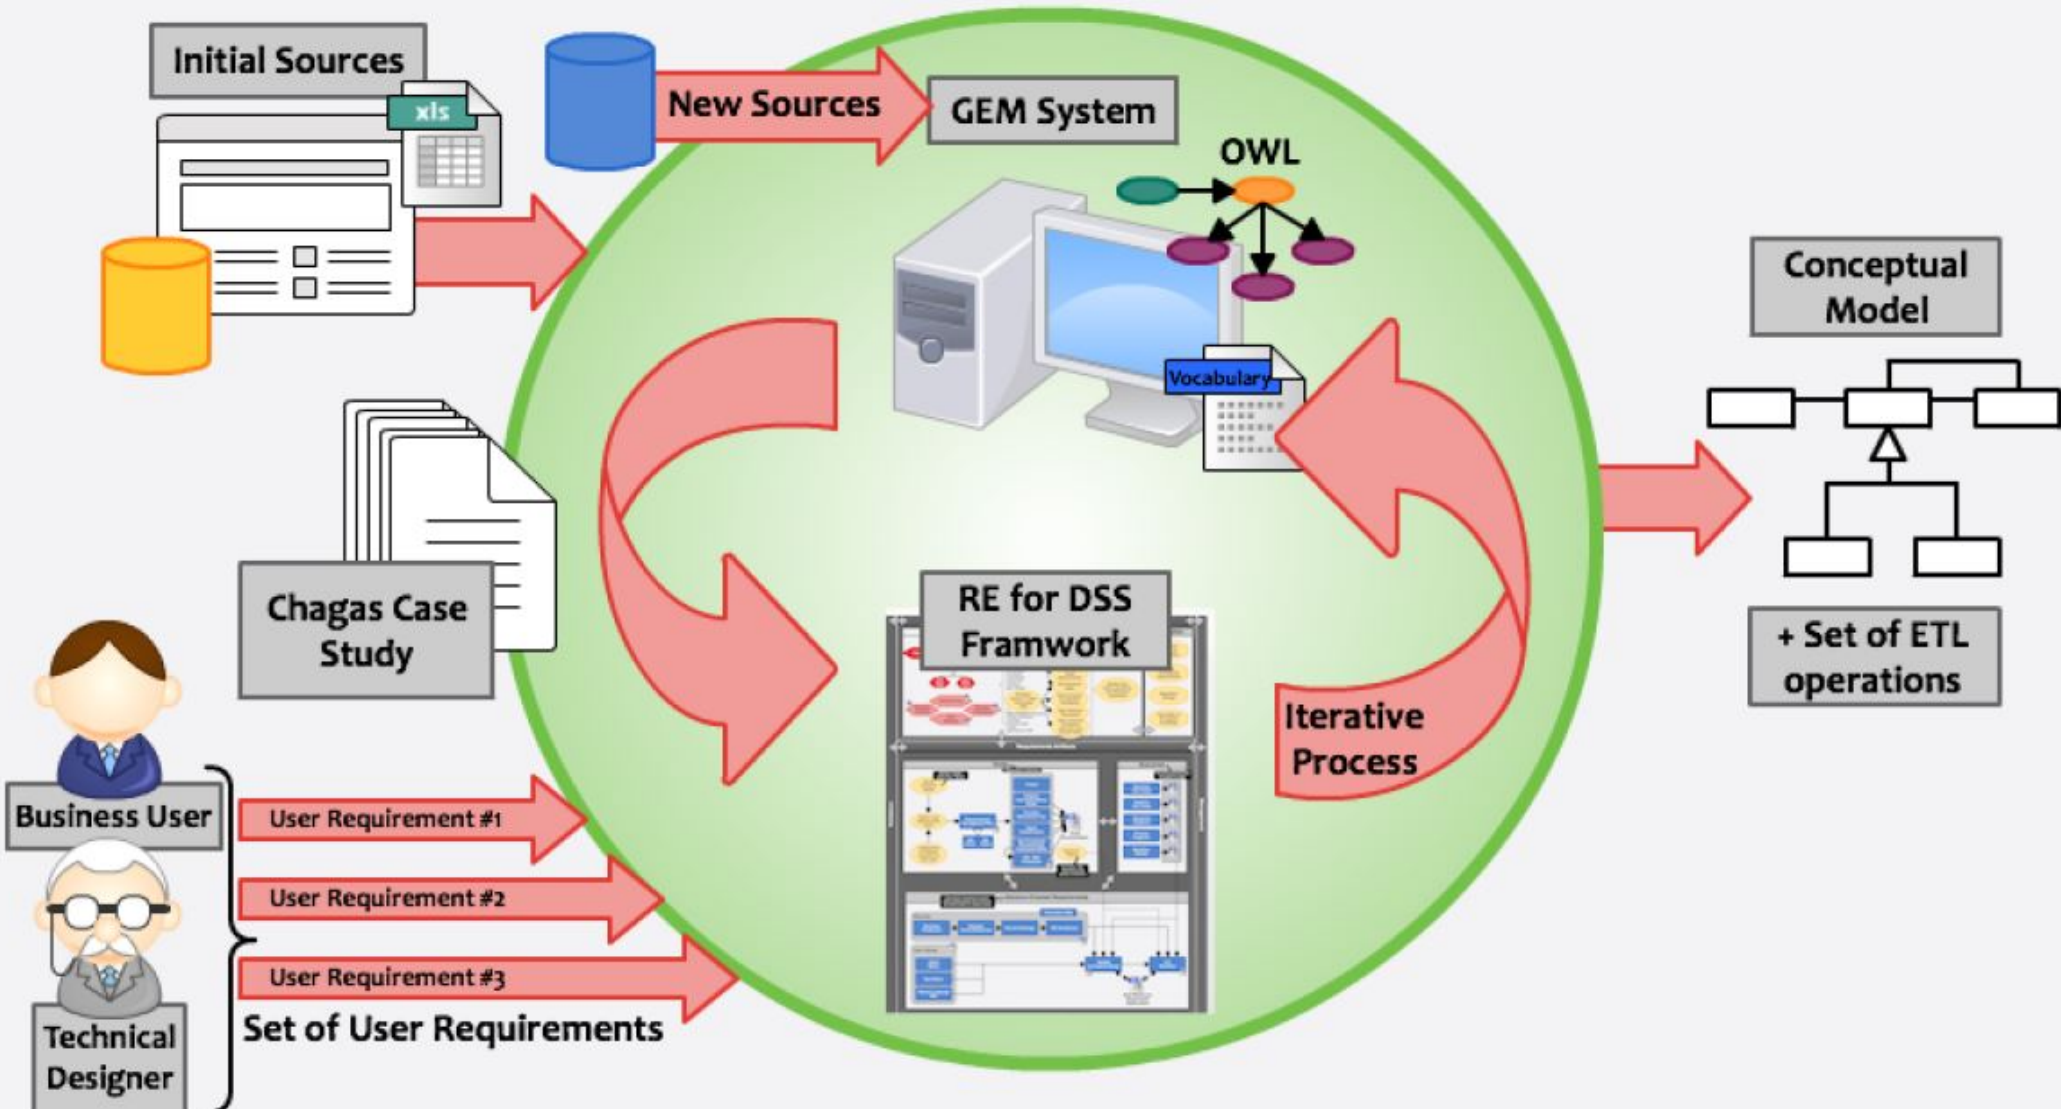 Initial Sources
xls
New Sources
GEM System
OWL
Vocabulary
Conceptual
Model
+ Set of ETL
operations
Chagas Case
Study
RE for DSS
Framwork
Iterative
Process
Business User
User Requirement #1
User Requirement #2
User Requirement #3
Set of User Requirements
Technical
Designer